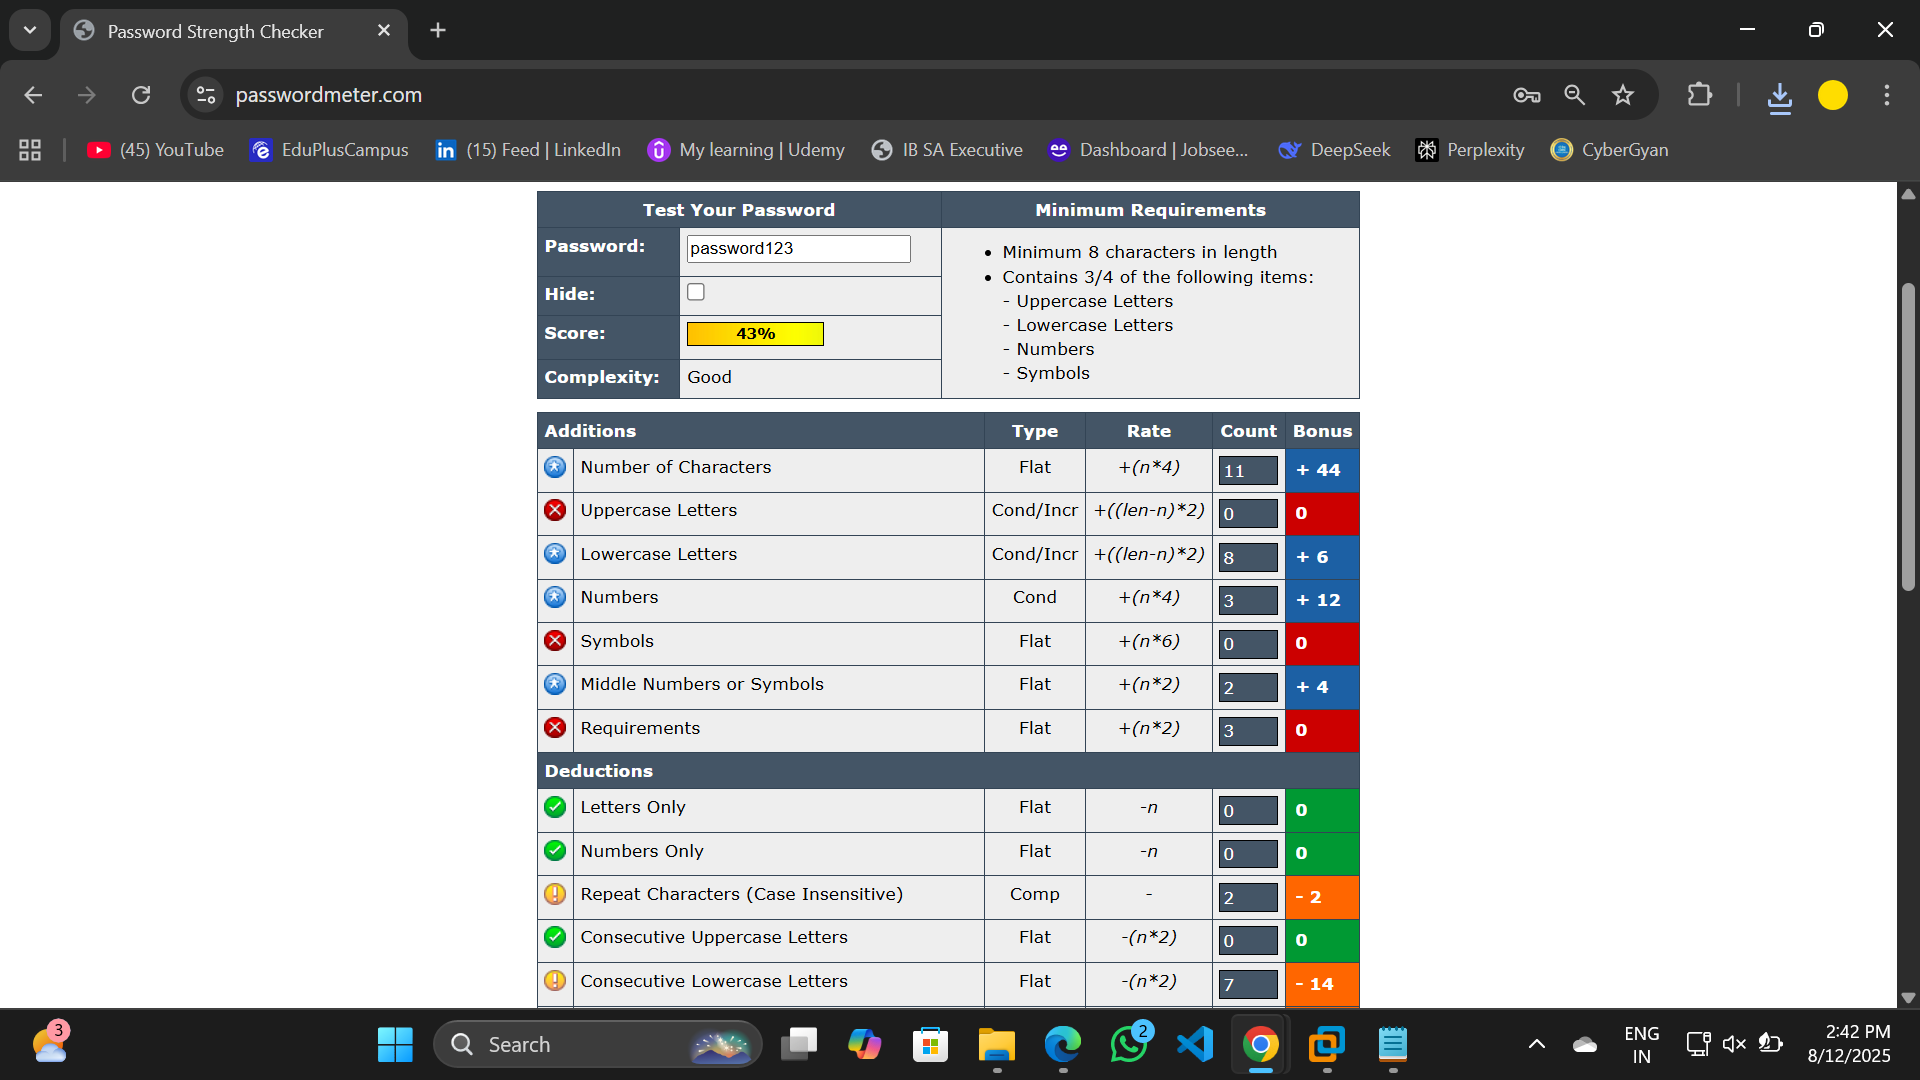 Password Strength Checker
passwordmeter.com
(45) YouTube
EduPlusCampus
(15) Feed | LinkedIn
My learning | Udemy
IB SA Executive
Dashboard | Jobsee...
DeepSeek
Perplexity
CyberGyan
Test Your Password
Minimum Requirements
Password:
password123
Hide:
Score:
43%
Complexity:
Good
• Minimum 8 characters in length
• Contains 3/4 of the following items:
- Uppercase Letters
- Lowercase Letters
- Numbers
- Symbols
Additions Type Rate Count Bonus
Number of Characters Flat +(n*4) 11 + 44
Uppercase Letters Cond/Incr +((len-n)*2) 0 0
Lowercase Letters Cond/Incr +((len-n)*2) 8 + 6
Numbers Cond +(n*4) 3 + 12
Symbols Flat +(n*6) 0 0
Middle Numbers or Symbols Flat +(n*2) 2 + 4
Requirements Flat +(n*2) 3 0
Deductions
Letters Only Flat -n 0 0
Numbers Only Flat -n 0 0
Repeat Characters (Case Insensitive) Comp - 2 - 2
Consecutive Uppercase Letters Flat -(n*2) 0 0
Consecutive Lowercase Letters Flat -(n*2) 7 - 14
3
Search
2
ENG
IN
2:42 PM
8/12/2025